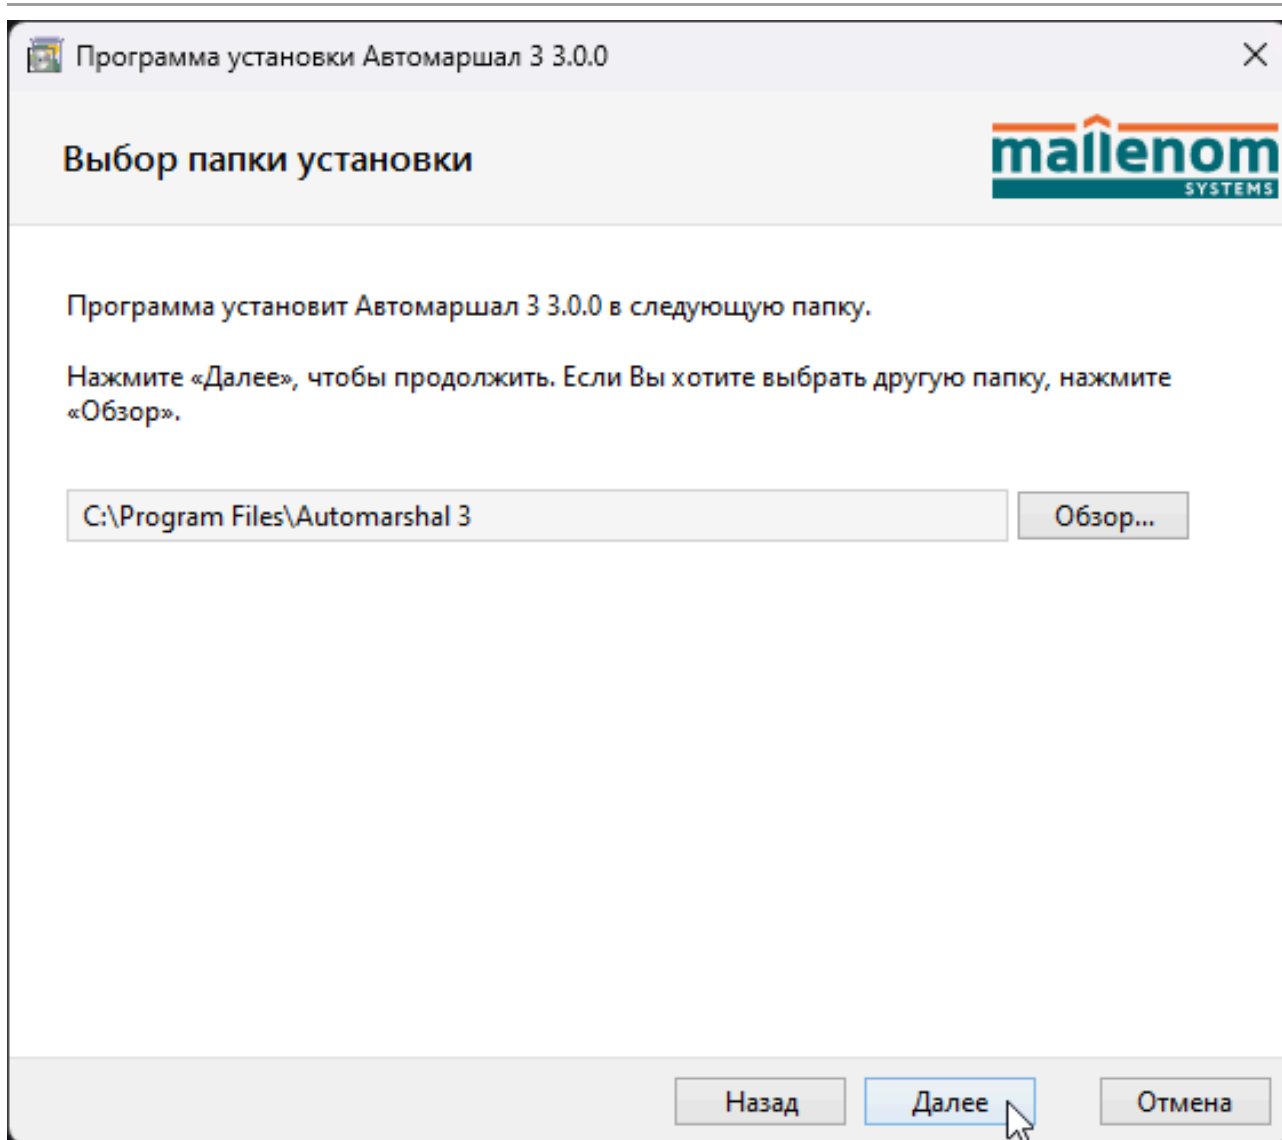 Программа установки Автомаршал 3 3.0.0
Выбор папки установки
mallenom
SYSTEMS
Программа установит Автомаршал 3 3.0.0 в следующую папку.
Нажмите «Далее», чтобы продолжить. Если Вы хотите выбрать другую папку, нажмите
«Обзор».
C:\Program Files\Automarshal 3
Обзор...
Назад
Далее
Отмена